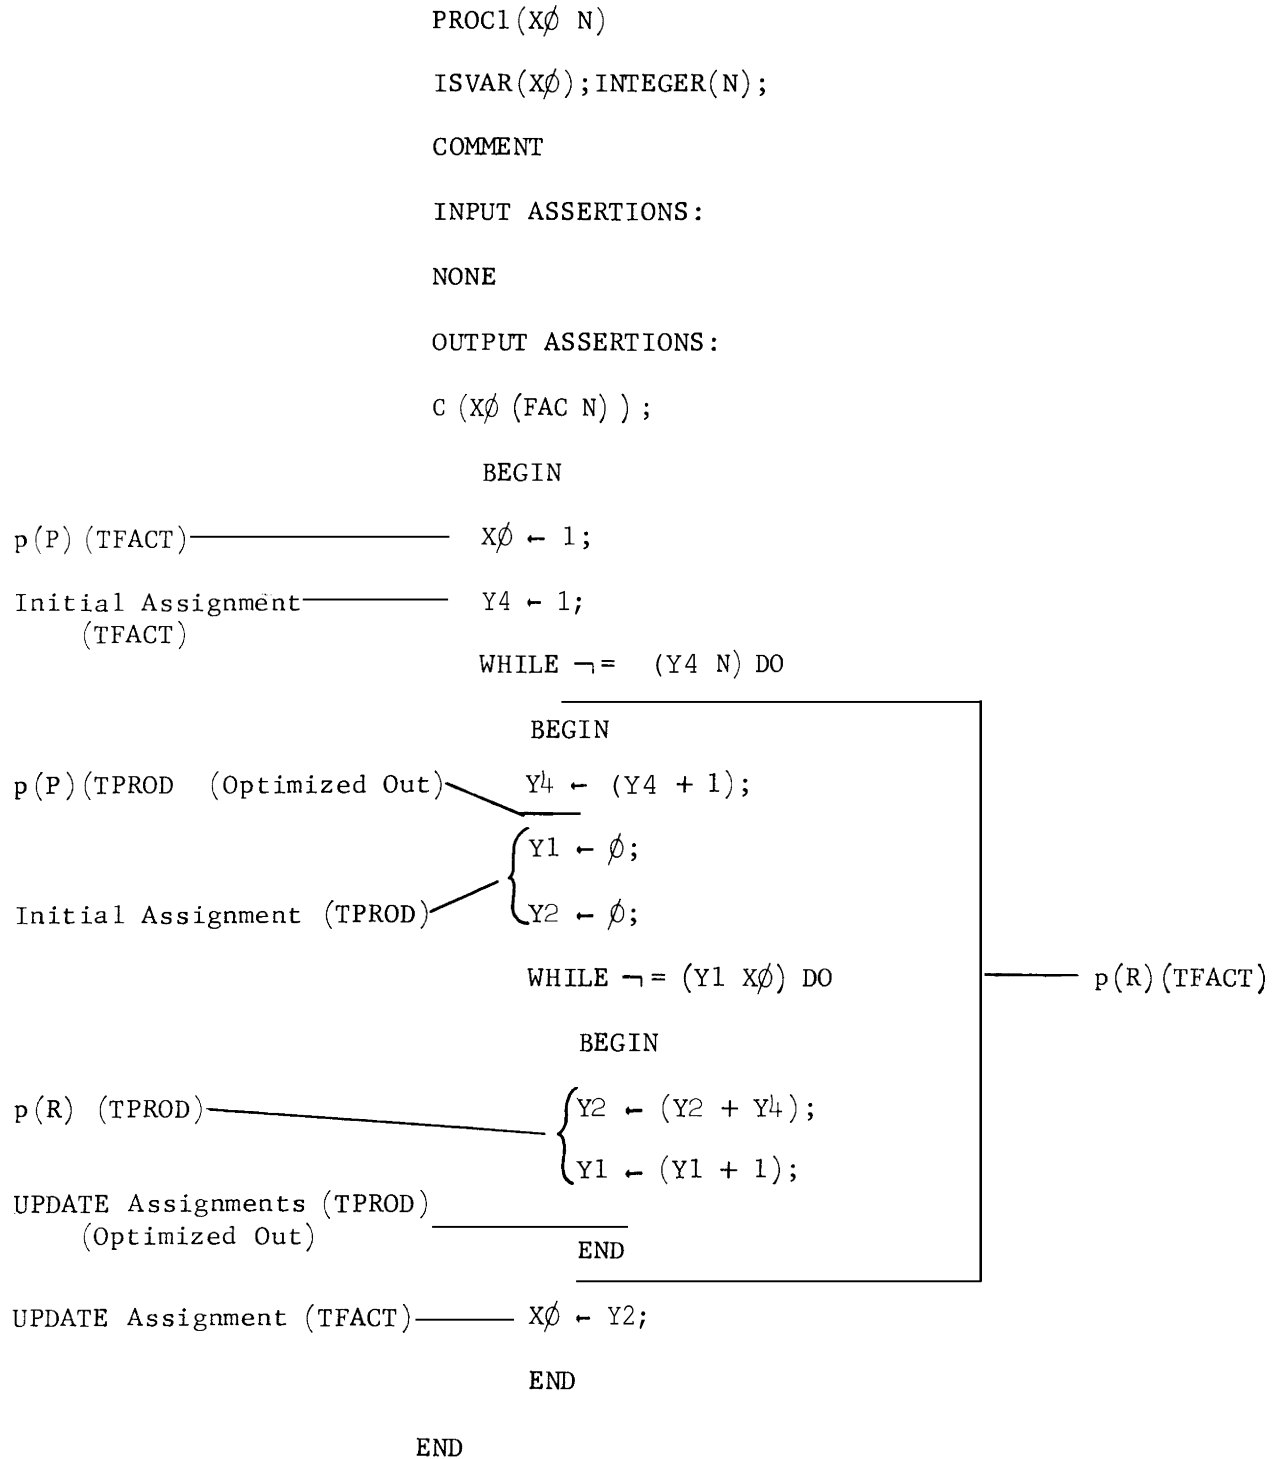 PROC1(XØ N)
ISVAR(XØ);INTEGER(N);
COMMENT
INPUT ASSERTIONS:
NONE
OUTPUT ASSERTIONS:
C (XØ (FAC N) ) ;
BEGIN
p(P) (TFACT) XØ ← 1;
Initial Assignment Y4 ← 1;
(TFACT)
WHILE ¬= (Y4 N) DO
BEGIN
p(P)(TPROD (Optimized Out) Y4 ← (Y4 + 1);
Y1 ← Ø;
Initial Assignment (TPROD) Y2 ← Ø;
WHILE ¬= (Y1 XØ) DO p(R)(TFACT)
BEGIN
p(R) (TPROD) Y2 ← (Y2 + Y4);
Y1 ← (Y1 + 1);
UPDATE Assignments (TPROD)
(Optimized Out)
END
UPDATE Assignment (TFACT) XØ ← Y2;
END
END